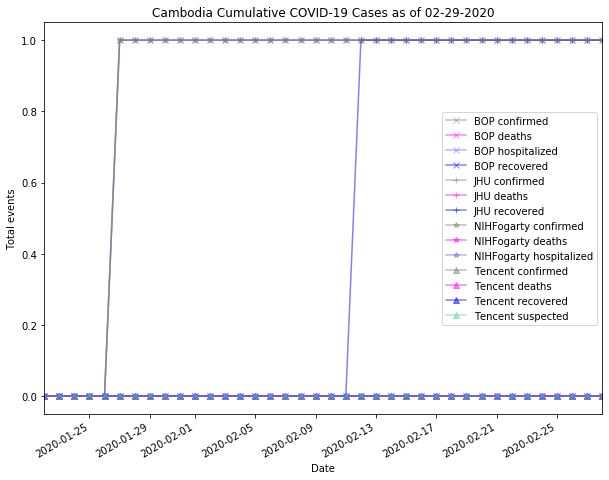 Cambodia Cumulative COVID-19 Cases as of 02-29-2020
1.0
0.8
0.6
0.4
0.2
0.0
Total events
BOP confirmed
BOP deaths
BOP hospitalized
BOP recovered
JHU confirmed
JHU deaths
JHU recovered
NIHFogarty confirmed
NIHFogarty deaths
NIHFogarty hospitalized
Tencent confirmed
Tencent deaths
Tencent recovered
Tencent suspected
2020-01-25
2020-01-29
2020-02-01
2020-02-05
2020-02-09
2020-02-13
2020-02-17
2020-02-21
2020-02-25
Date